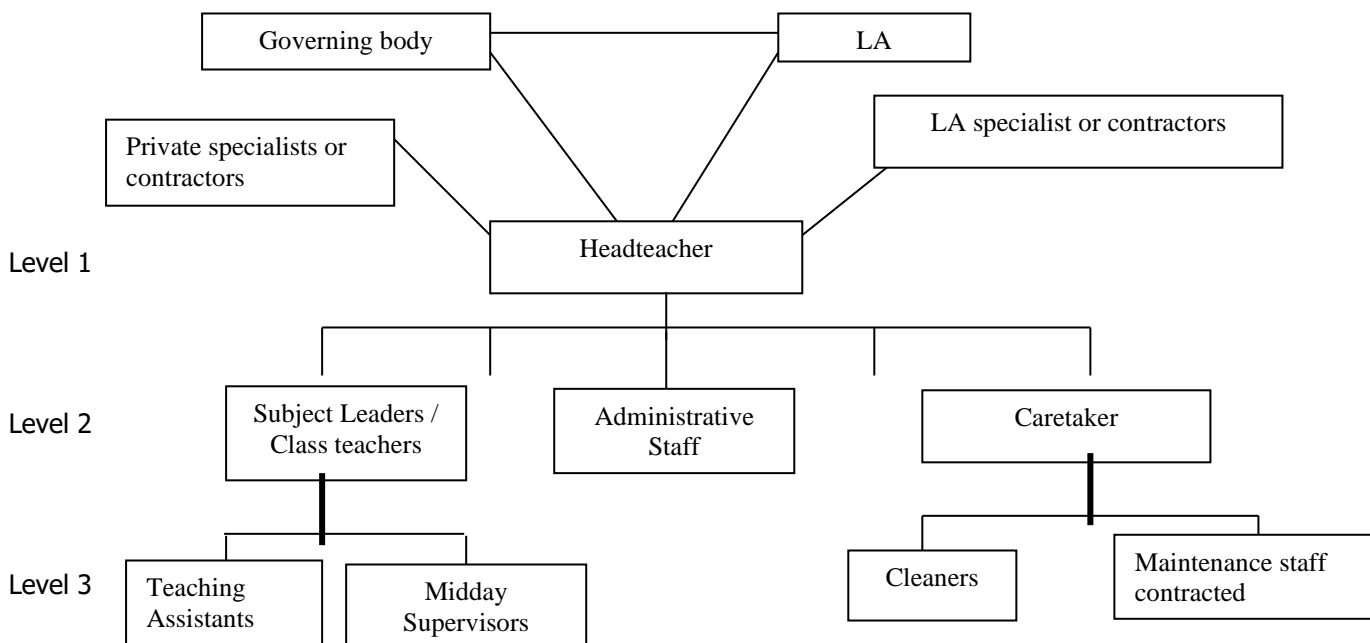 Governing body
LA
Private specialists or
contractors
LA specialist or contractors
Level 1
Headteacher
Level 2
Subject Leaders /
Class teachers
Administrative
Staff
Caretaker
Level 3
Teaching
Assistants
Midday
Supervisors
Cleaners
Maintenance staff
contracted